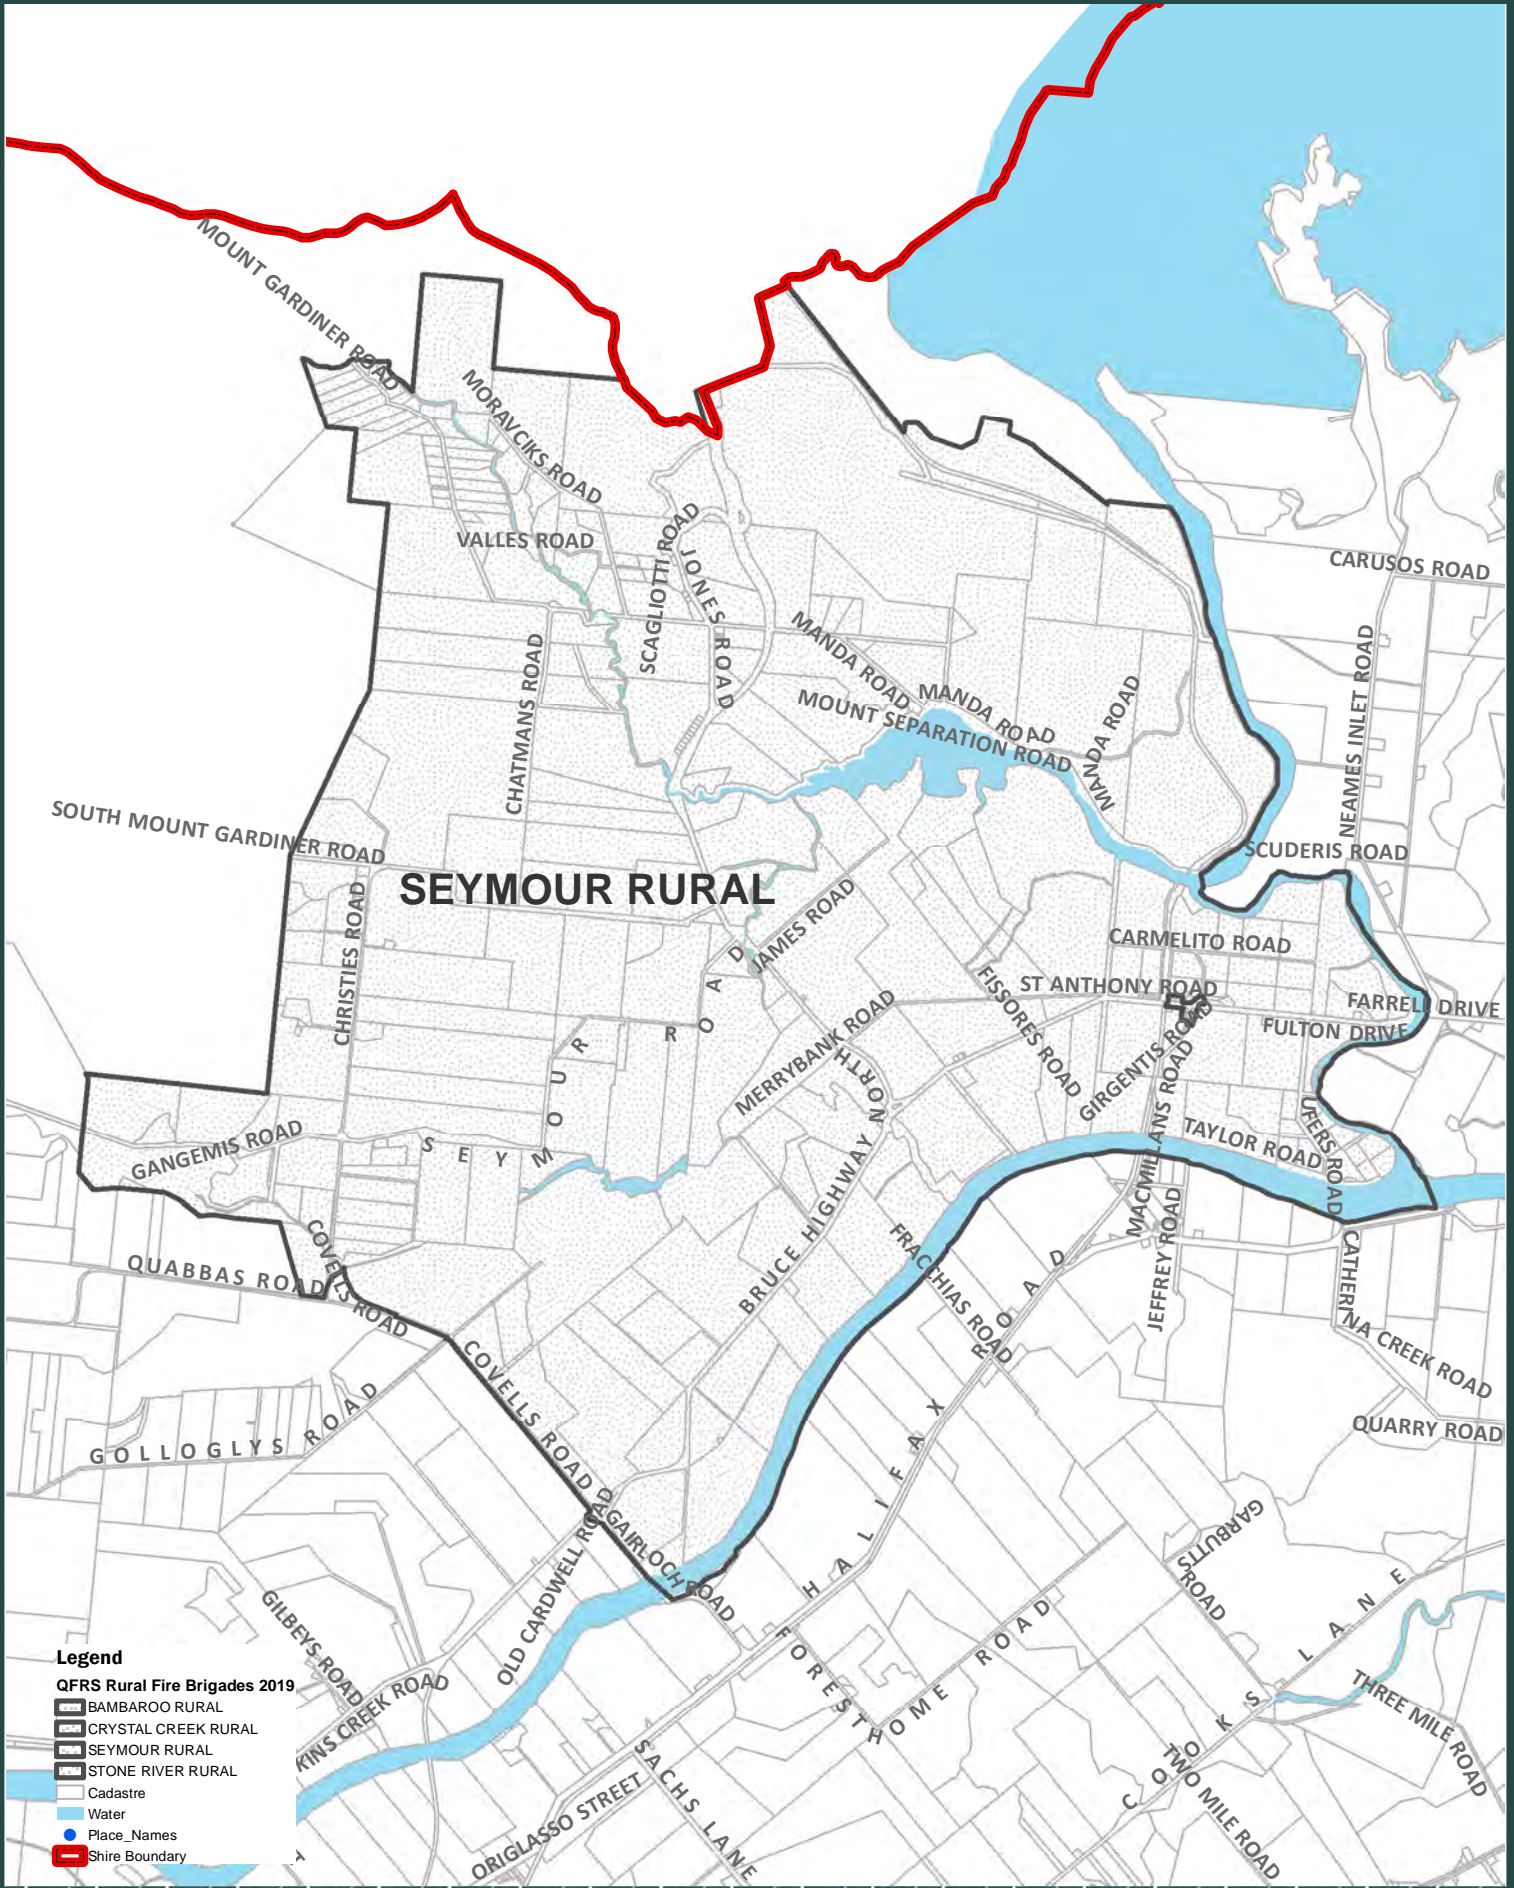 MOUNT GARDINER ROAD
MORAVCIKS ROAD
VALLES ROAD
SCAGLIOTTI ROAD
JONES ROAD
CARUSOS ROAD
MANDA ROAD
MANDA ROAD
MANDA ROAD
MOUNT SEPARATION ROAD
NEAMES INLET ROAD
CHATMANS ROAD
SOUTH MOUNT GARDINER ROAD
SCUDERIS ROAD
SEYMOUR RURAL
CHRISTIES ROAD
JAMES ROAD
CARMELITO ROAD
ST ANTHONY ROAD
FISSORES ROAD
FARRELL DRIVE
FULTON DRIVE
MERRYBANK ROAD
GIRGENTIS ROAD
MACMILLANS ROAD
SEYMOUR ROAD
BRUCE HIGHWAY NORTH
TAYLOR ROAD
LIFERS ROAD
GANGEMIS ROAD
COVELLS ROAD
QUABBAS ROAD
FRACCHIAS ROAD
JEFFREY ROAD
CATHERINA CREEK ROAD
QUARRY ROAD
HALIFAX ROAD
COVELLS ROAD
GOLLOGLYS ROAD
GAIRLOCH ROAD
OLD CARDWELL ROAD
GARBUTTS ROAD
FORESTHOME ROAD
COOKS LANE
GILBEYS ROAD
KINS CREEK ROAD
THREE MILE ROAD
TWO MILE ROAD
SACHS LANE
ORIGLASSO STREET
Legend
QFRS Rural Fire Brigades 2019
BAMBAROO RURAL
CRYSTAL CREEK RURAL
SEYMOUR RURAL
STONE RIVER RURAL
Cadastre
Water
Place_Names
Shire Boundary